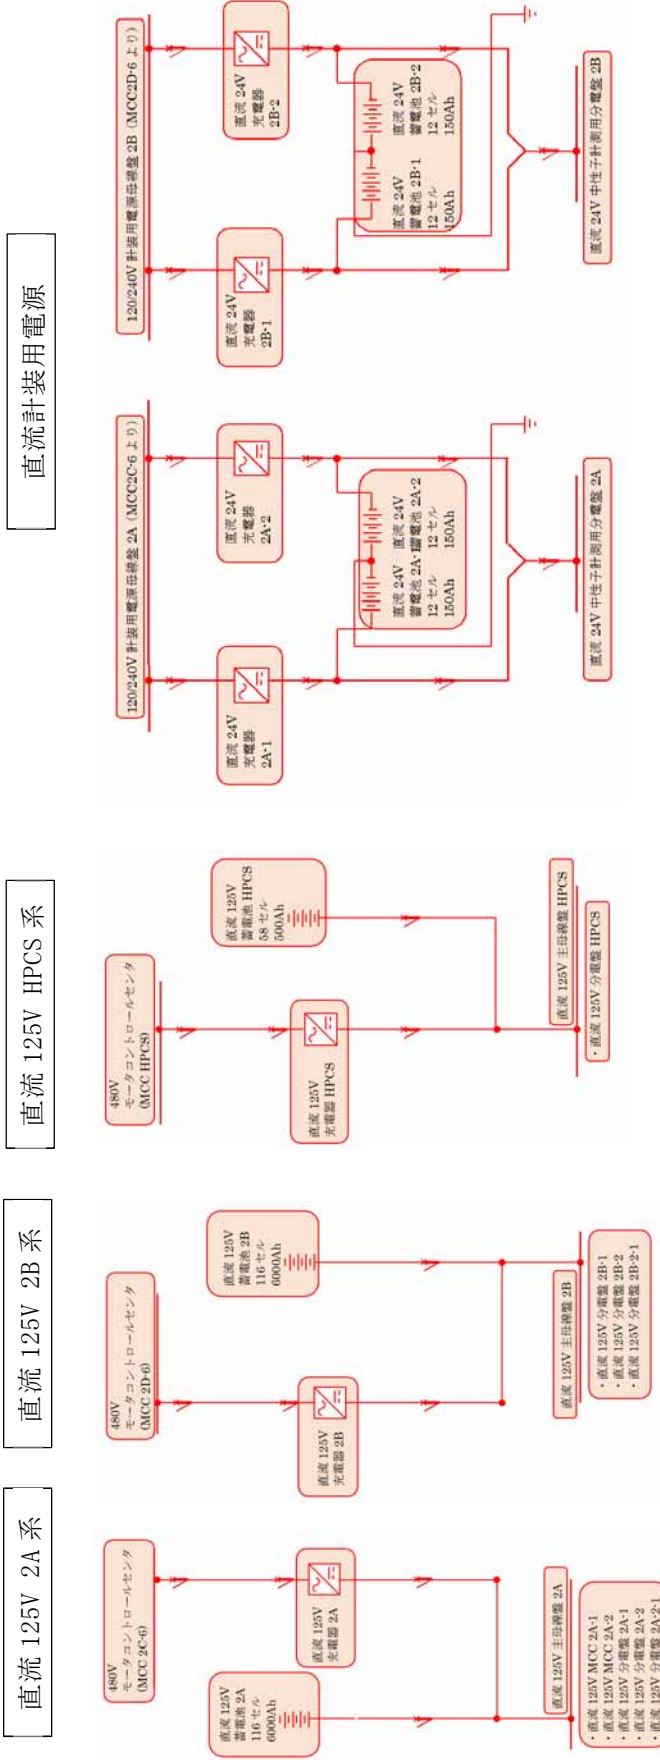 直流 125V 2A 系
480V
モータコントロールセンタ
(MCC 2C-6)
直流 125V
蓄電池 2A
116 セル
6000Ah
直流 125V
充電器 2A
直流 125V 主母線盤 2A
・直流 125V MCC 2A-1
・直流 125V MCC 2A-2
・直流 125V 分電盤 2A-1
・直流 125V 分電盤 2A-2
・直流 125V 分電盤 2A-2-1
直流 125V 2B 系
480V
モータコントロールセンタ
(MCC 2D-6)
直流 125V
充電器 2B
直流 125V
蓄電池 2B
116 セル
6000Ah
直流 125V 主母線盤 2B
・直流 125V 分電盤 2B-1
・直流 125V 分電盤 2B-2
・直流 125V 分電盤 2B-2-1
直流 125V HPCS 系
480V
モータコントロールセンタ
(MCC HPCS)
直流 125V
充電器 HPCS
直流 125V
蓄電池 HPCS
58 セル
500Ah
直流 125V 主母線盤 HPCS
・直流 125V 分電盤 HPCS
直流計装用電源
120/240V 計装用電源母線盤 2A (MCC2C-6 より)
直流 24V
充電器
2A-1
直流 24V
充電器
2A-2
直流 24V
蓄電池 2A-1
12 セル
150Ah
直流 24V
蓄電池 2A-2
12 セル
150Ah
直流 24V 中性子計測用分電盤 2A
120/240V 計装用電源母線盤 2B (MCC2D-6 より)
直流 24V
充電器
2B-1
直流 24V
充電器
2B-2
直流 24V
蓄電池 2B-1
12 セル
150Ah
直流 24V
蓄電池 2B-2
12 セル
150Ah
直流 24V 中性子計測用分電盤 2B